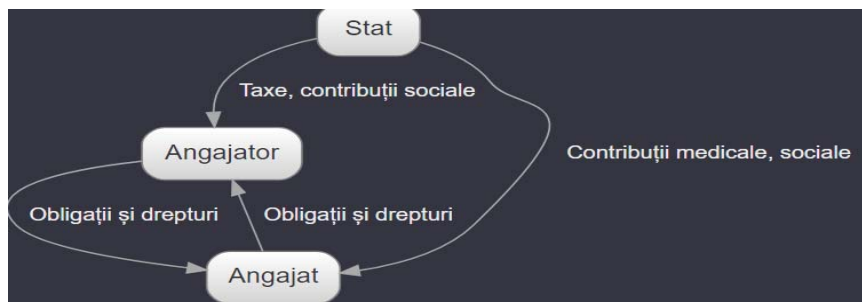 Stat
Taxe, contribuții sociale
Angajator
Contribuții medicale, sociale
Obligații și drepturi
Obligații și drepturi
Angajat